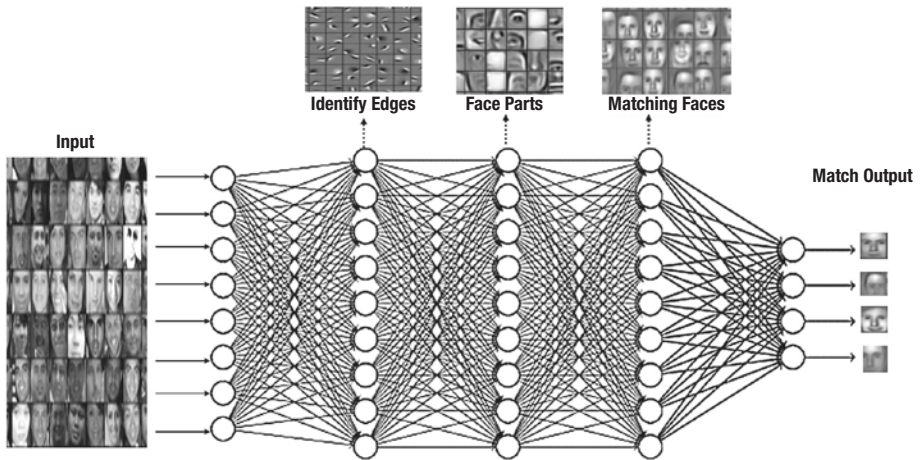 Identify Edges
Face Parts
Matching Faces
Input
Match Output